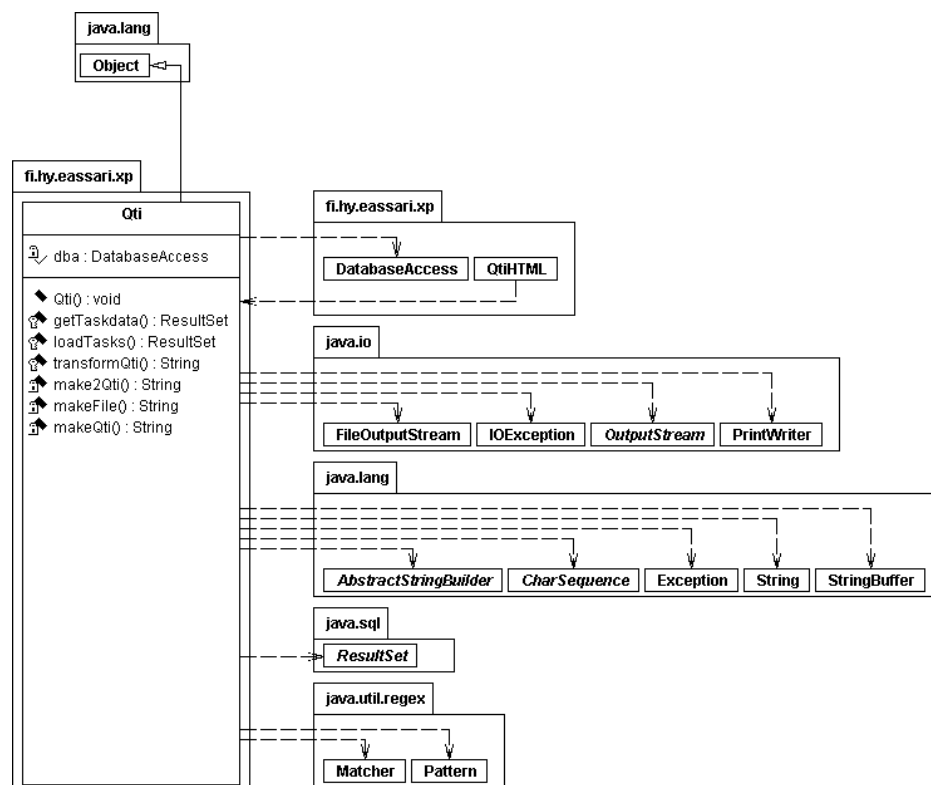 java.lang
Object
fi.hy.eassari.xp
Qti
dba : DatabaseAccess
Qti() : void
getTaskdata() : ResultSet
loadTasks() : ResultSet
transformQti() : String
make2Qti() : String
makeFile() : String
makeQti() : String
fi.hy.eassari.xp
DatabaseAccess QtiHTML
java.io
FileOutputStream IOException OutputStream PrintWriter
java.lang
AbstractStringBuilder CharSequence Exception String StringBuffer
java.sql
ResultSet
java.util.regex
Matcher Pattern